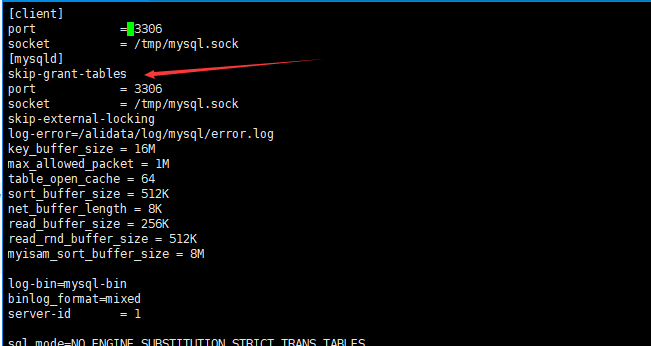 [client]
port = 3306
socket = /tmp/mysql.sock
[mysqld]
skip-grant-tables
port = 3306
socket = /tmp/mysql.sock
skip-external-locking
log-error=/alidata/log/mysql/error.log
key_buffer_size = 16M
max_allowed_packet = 1M
table_open_cache = 64
sort_buffer_size = 512K
net_buffer_length = 8K
read_buffer_size = 256K
read_rnd_buffer_size = 512K
myisam_sort_buffer_size = 8M
log-bin=mysql-bin
binlog_format=mixed
server-id = 1
sql_mode=NO_ENGINE_SUBSTITUTION,STRICT_TRANS_TABLES